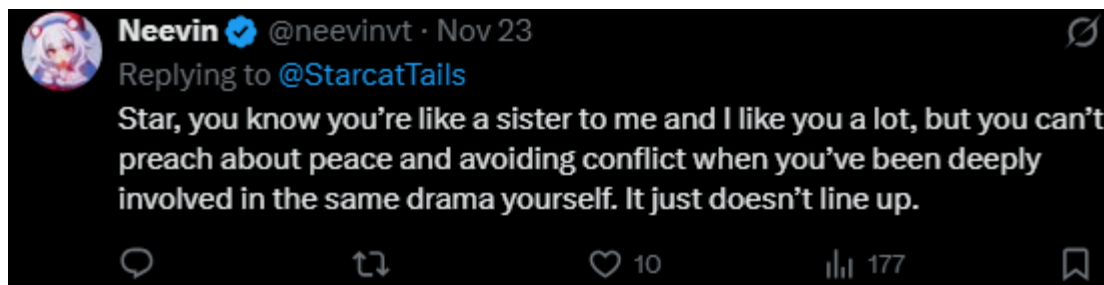 Neevin @neevinvt · Nov 23
Replying to @StarcatTails
Star, you know you’re like a sister to me and I like you a lot, but you can’t
preach about peace and avoiding conflict when you’ve been deeply
involved in the same drama yourself. It just doesn’t line up.
10 177